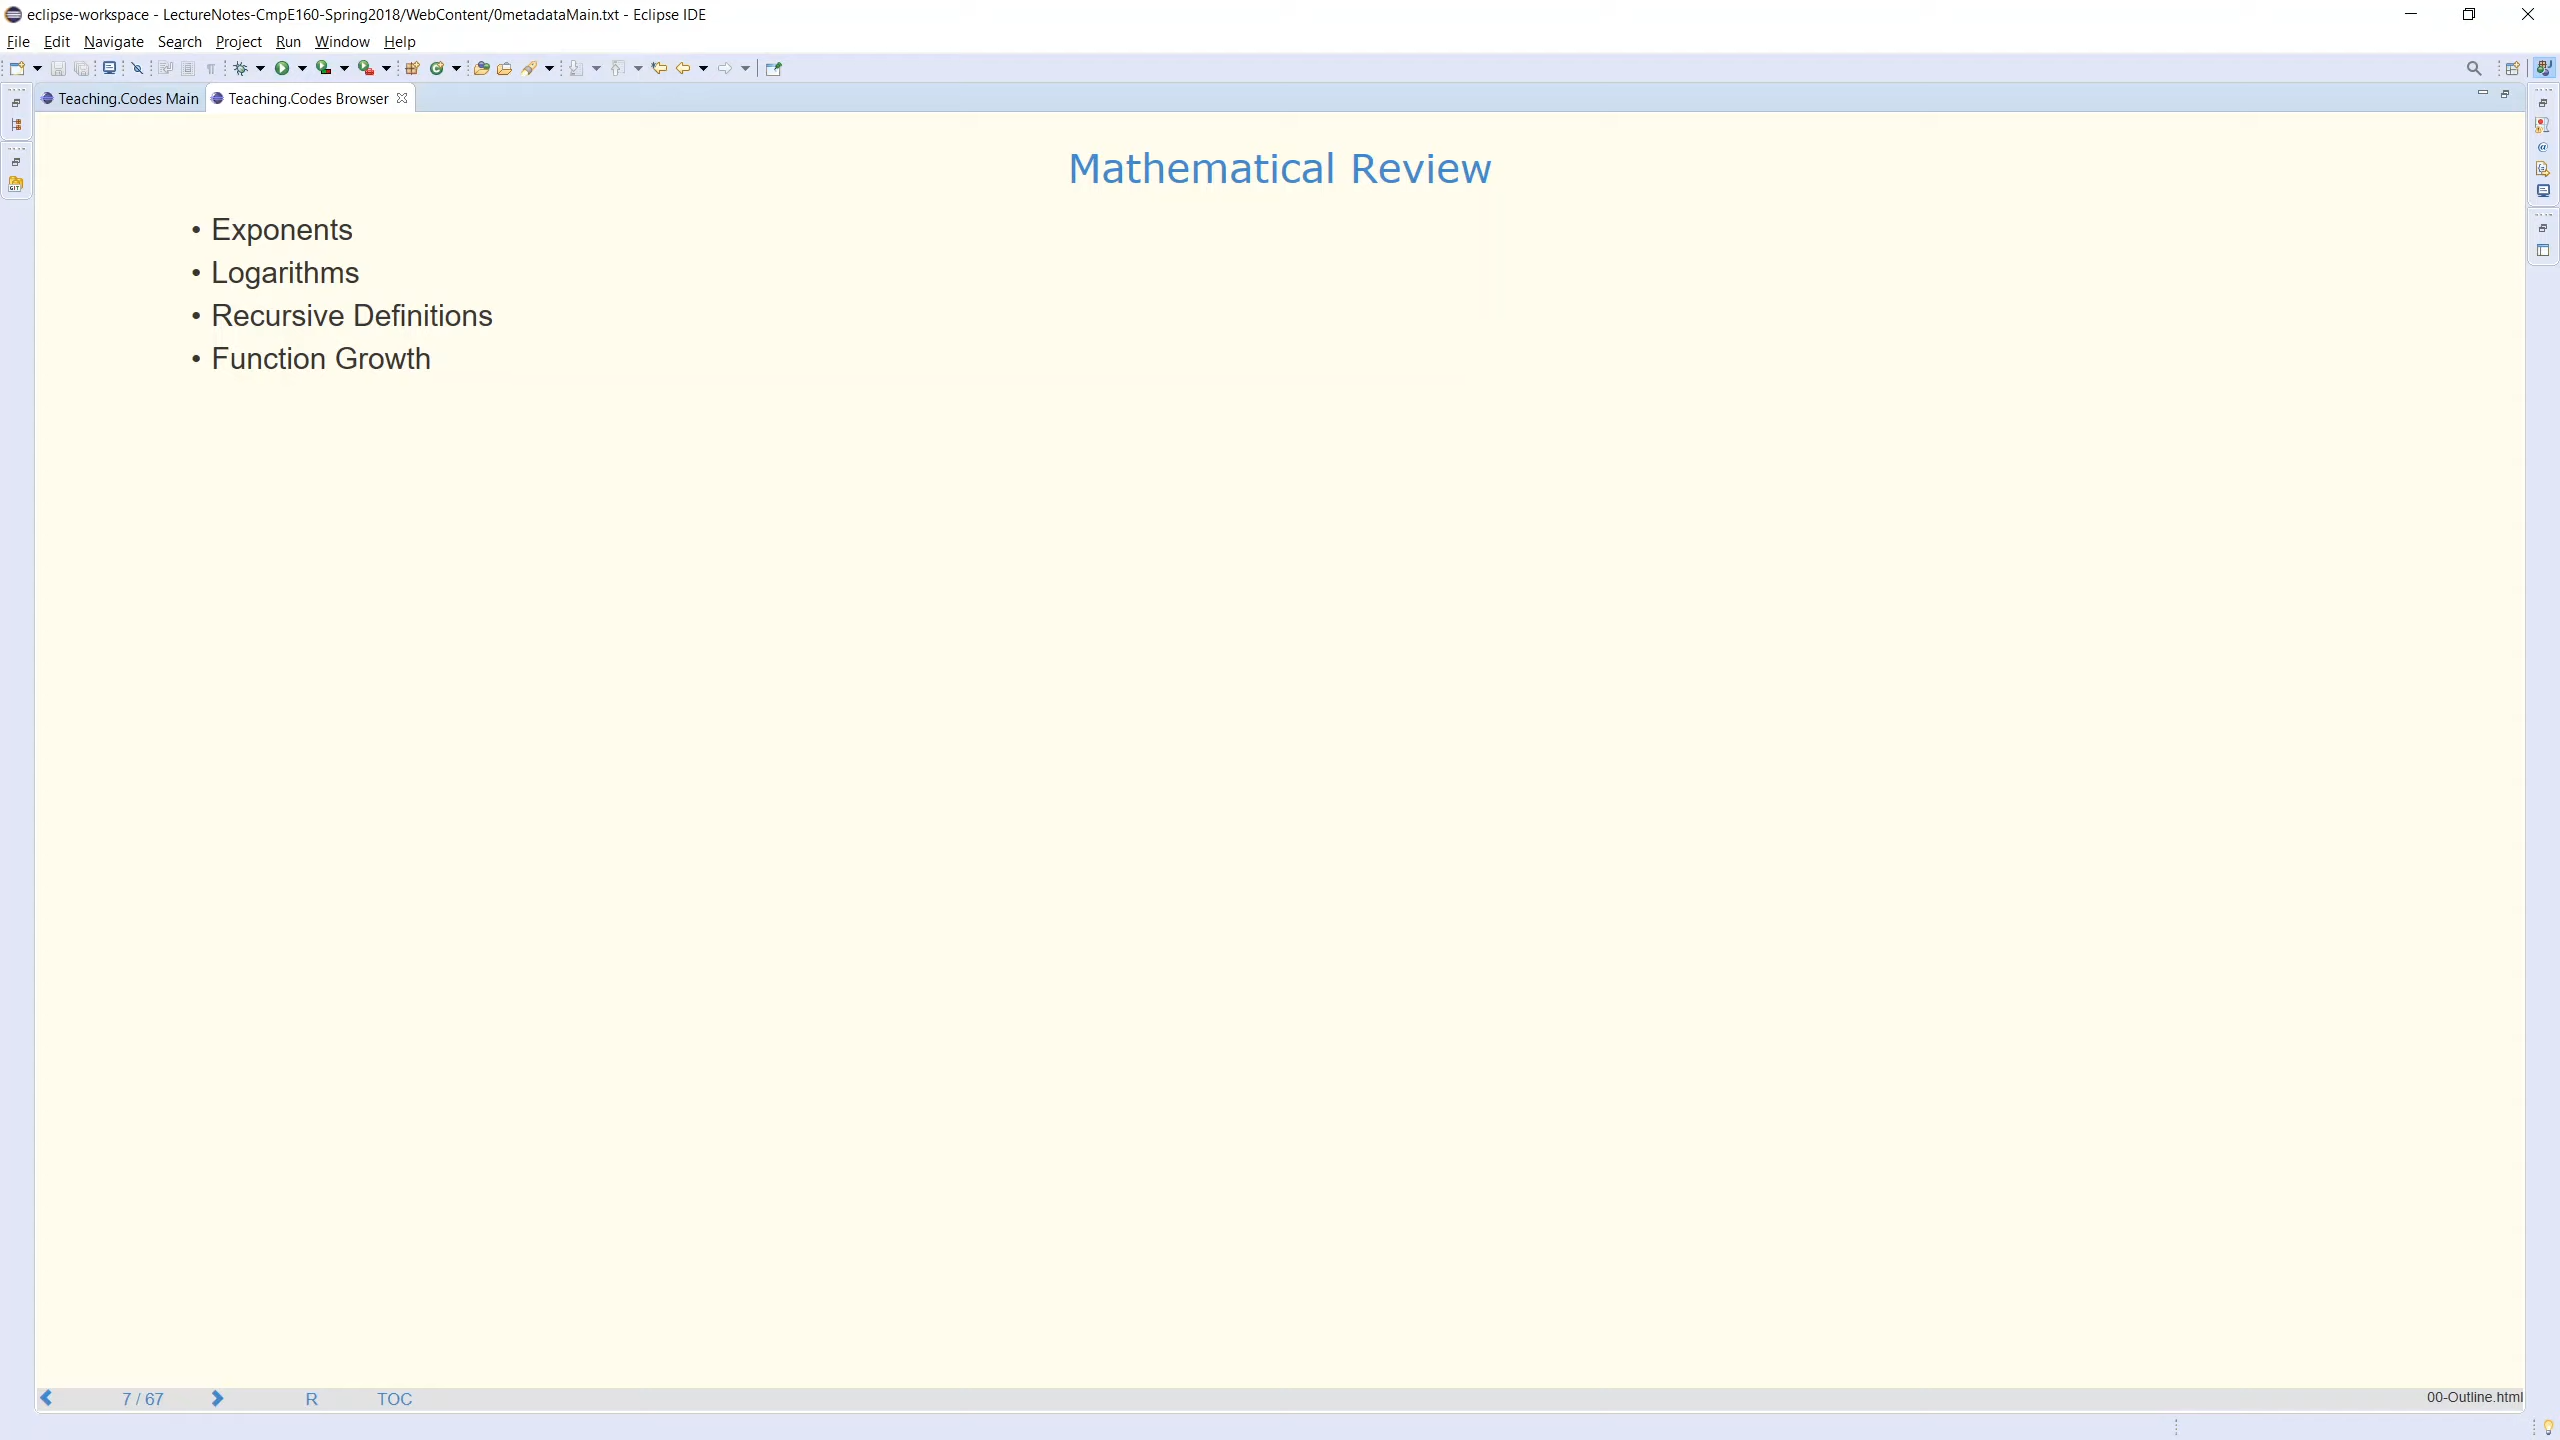 eclipse-workspace - LectureNotes-CmpE160-Spring2018/WebContent/0metadataMain.txt - Eclipse IDE
File Edit Navigate Search Project Run Window Help
Teaching.Codes Main Teaching.Codes Browser
Mathematical Review
• Exponents
• Logarithms
• Recursive Definitions
• Function Growth
7 / 67 R TOC 00-Outline.html